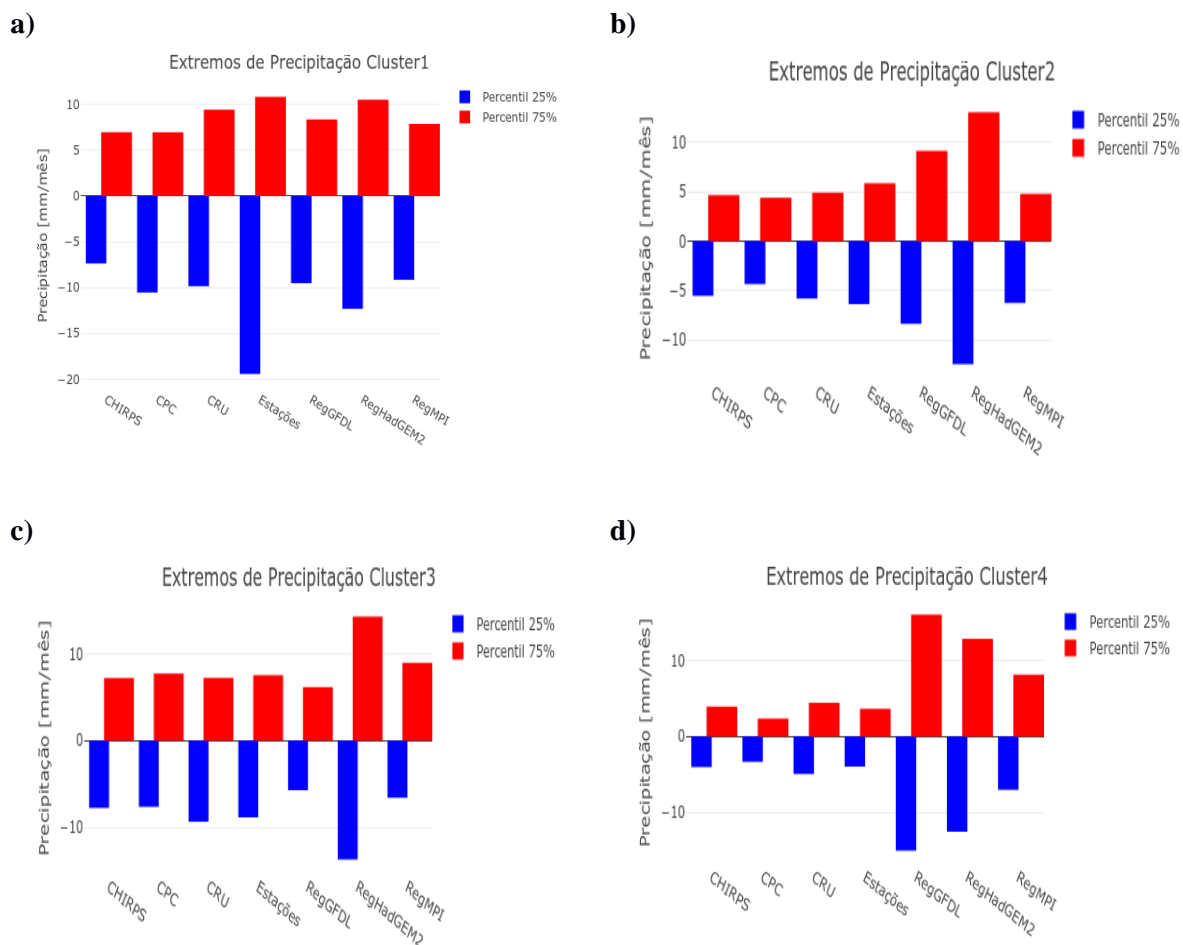 a)
Extremos de Precipitação Cluster1
Percentil 25%
Percentil 75%
Precipitação [mm/mês]
10
5
0
−5
−10
−15
−20
CHIRPS
CPC
CRU
Estações
RegGFDL
RegHadGEM2
RegMPI
b)
Extremos de Precipitação Cluster2
Percentil 25%
Percentil 75%
Precipitação [mm/mês]
10
5
0
−5
−10
CHIRPS
CPC
CRU
Estações
RegGFDL
RegHadGEM2
RegMPI
c)
Extremos de Precipitação Cluster3
Percentil 25%
Percentil 75%
Precipitação [mm/mês]
10
0
−10
CHIRPS
CPC
CRU
Estações
RegGFDL
RegHadGEM2
RegMPI
d)
Extremos de Precipitação Cluster4
Percentil 25%
Percentil 75%
Precipitação [mm/mês]
10
0
−10
CHIRPS
CPC
CRU
Estações
RegGFDL
RegHadGEM2
RegMPI